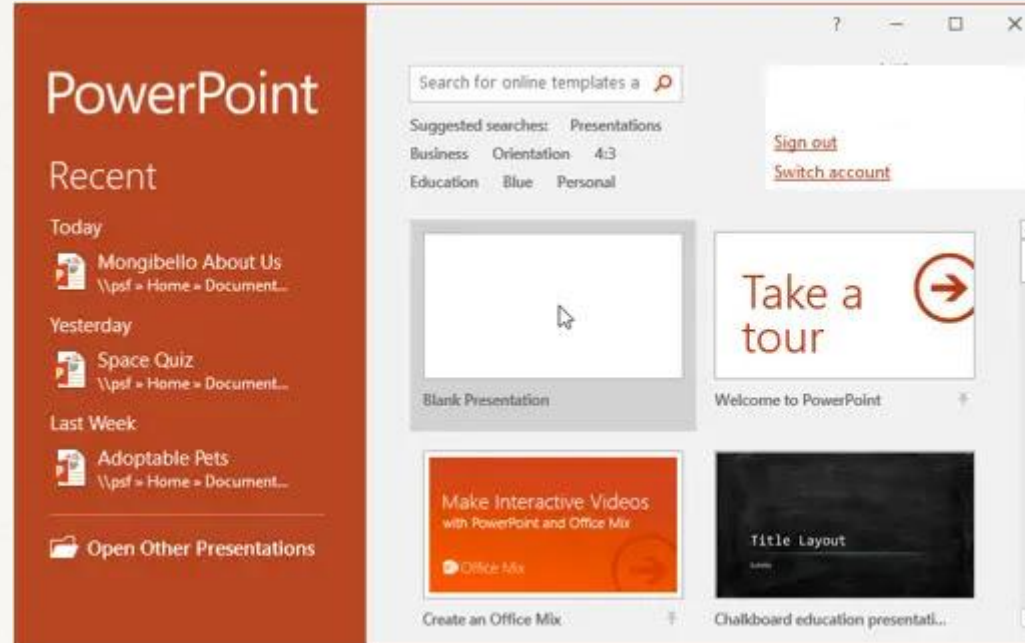 PowerPoint
Recent
Today
Mongibello About Us
\\psf » Home » Document...
Yesterday
Space Quiz
\\psf » Home » Document...
Last Week
Adoptable Pets
\\psf » Home » Document...
Open Other Presentations
?
Search for online templates a
Suggested searches: Presentations
Business Orientation 4:3
Education Blue Personal
Sign out
Switch account
Blank Presentation
Take a
tour
Welcome to PowerPoint
Make Interactive Videos
with PowerPoint and Office Mix
Office Mix
Create an Office Mix
Title Layout
Chalkboard education presentati...